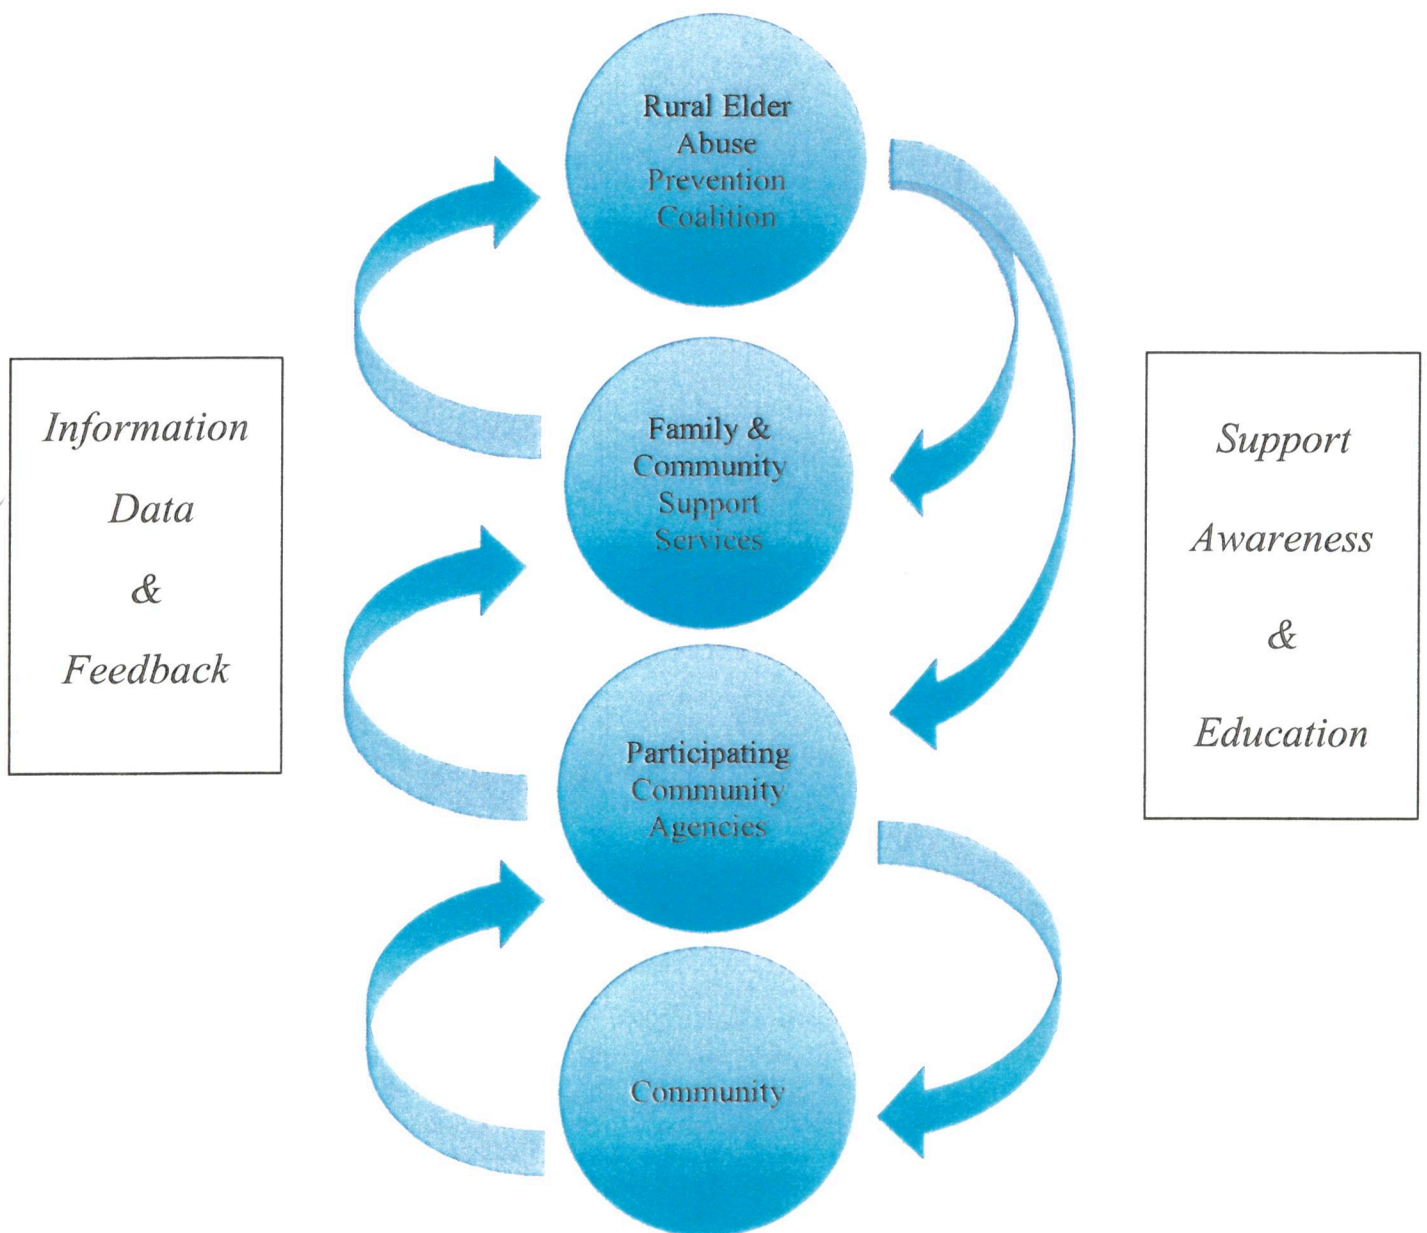 Rural Elder
Abuse
Prevention
Coalition
Information
Data
&
Feedback
Family &
Community
Support
Services
Support
Awareness
&
Education
Participating
Community
Agencies
Community